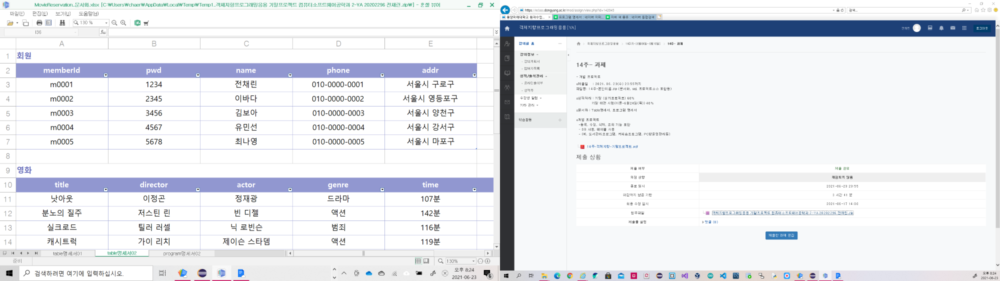 MovieReservation_문서화.xlsx [C:₩Users₩chaer₩AppData₩Local₩Temp₩Temp1_객체지향프로그래밍응용 기말프로젝트 컴퓨터소프트웨어공학과 2-YA 20202296 전채린.zip₩] - 한셀 뷰어
파일(F) 편집(E) 보기(U) 도움말(H)
130 %
I36
A B C D E
1 회원
2 memberId pwd name phone addr
3 m0001 1234 전채린 010-0000-0001 서울시 구로구
4 m0002 2345 이바다 010-0000-0002 서울시 영등포구
5 m0003 3456 김보아 010-0000-0003 서울시 양천구
6 m0004 4567 유민선 010-0000-0004 서울시 강서구
7 m0005 5678 최나영 010-0000-0005 서울시 마포구
8
9 영화
10 title director actor genre time
11 낫아웃 이정곤 정재광 드라마 107분
12 분노의 질주 저스틴 린 빈 디젤 액션 142분
13 실크로드 틸러 러셀 닉 로빈슨 범죄 116분
14 캐시트럭 가이 리치 제이슨 스타뎀 액션 119분
table명세서01 table명세서02 program명세서02
준비 130%
검색하려면 여기에 입력하십시오.
오후 8:24
2021-06-23
6
https://eclass.dongyang.ac.kr/mod/assign/view.php?id=142045
검색...
동양미래대학교 원격수업... 프로그램 명세서 : 네이버 이미... 자바 색 종류 : 네이버 통합검색
객체지향프로그래밍응용[YA]
전채린
로그아웃
강의실 홈
강의정보
- 강의계획서
- 참여자목록
성적/출석관리
- 온라인출석부
- 성적부
수강생 알림
기타 관리
학습활동
객체지향프로그래밍응용 14주차-[6월04일-6월10일] 14주- 과제
14주- 과제
- 개별 프로젝트
o제출일 : 2021. 06. 23(수) 23:55까지
파일명: 14주-본인이름.zip (문서화, sql, 프로젝트소스 포함등)
o성적처리 : 기말 (실기프로젝트) 60%
기말 대면 시험(이론-6월24일(목)) 40%
o문서화 : Table명세서, 프로그램 명세서
o개별 프로젝트
-등록, 수정, 삭제, 조회 기능 포함
- DB 사용, 테이블 사용
- (예, 도서관리프로그램, 커피숍프로그램, PC방운영관리등)
14주-객체지향-기말프로젝트.pdf
제출 상황
제출 여부 제출 완료
채점 상황 채점되지 않음
종료 일시 2021-06-23 23:55
마감까지 남은 기한 3 시간 41 분
최종 수정 일시 2021-06-17 14:00
첨부파일 객체지향프로그래밍응용 기말프로젝트 컴퓨터소프트웨어공학과 2-YA 20202296 전채린.zip
제출물 설명 댓글 (0)
제출한 과제 편집
오후 8:24
2021-06-23